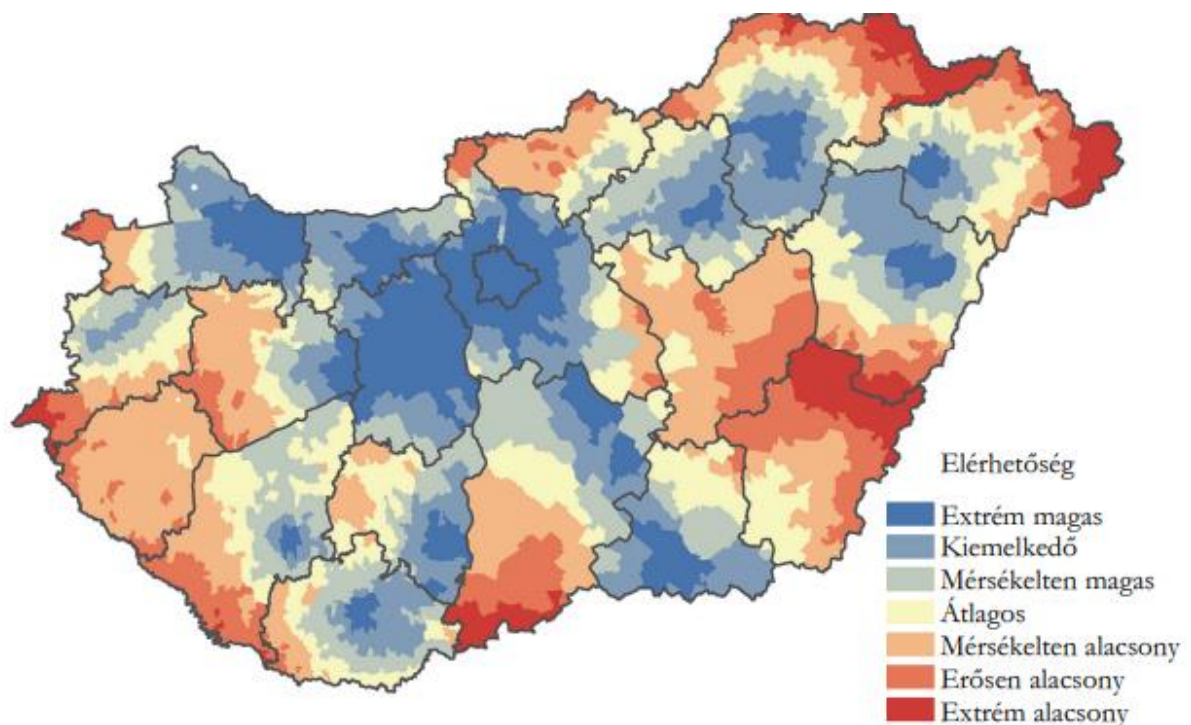 Elérhetőség
Extrém magas
Kiemelkedő
Mérsékelten magas
Átlagos
Mérsékelten alacsony
Erősen alacsony
Extrém alacsony